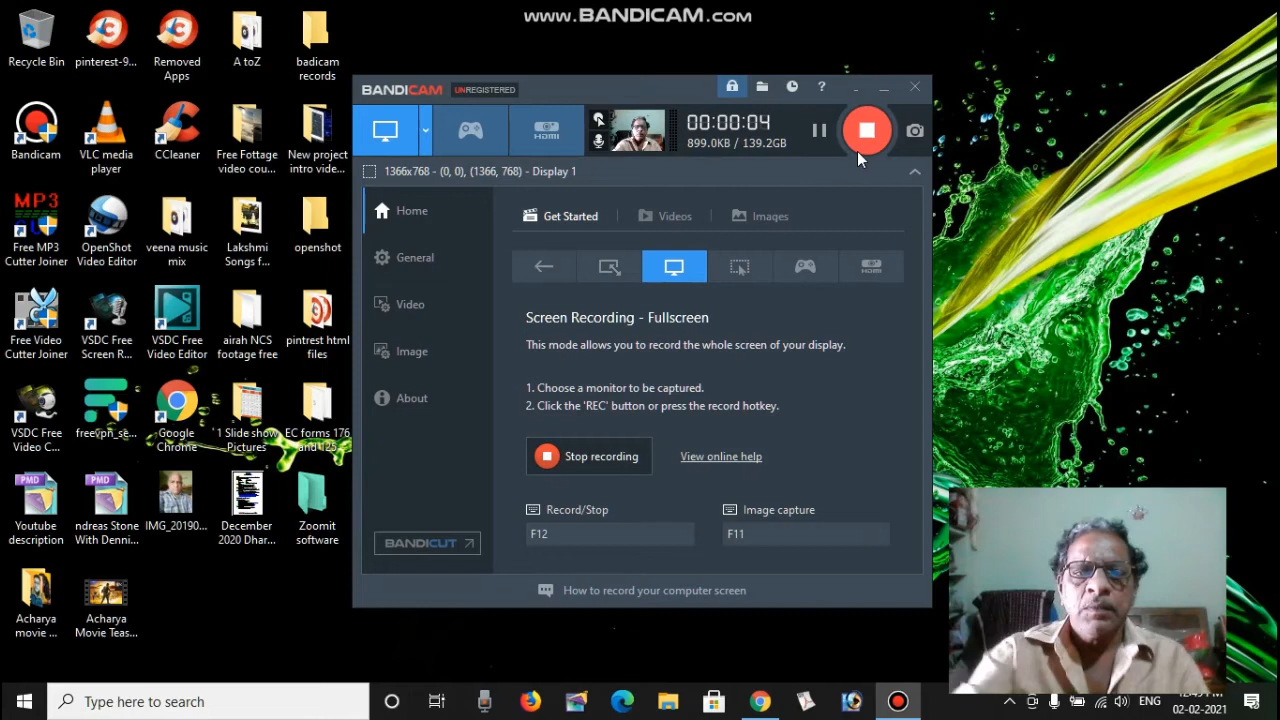 www.BANDICAM.com
Recycle Bin
pinterest-9...
Removed
Apps
A toZ
badicam
records
Bandicam
VLC media
player
CCleaner
Free Fottage
video cou...
New project
intro vide...
MP3
Free MP3
Cutter Joiner
OpenShot
Video Editor
veena music
mix
Lakshmi
Songs f...
openshot
Free Video
Cutter Joiner
VSDC Free
Screen R...
VSDC Free
Video Editor
airah NCS
footage free
pintrest html
files
VSDC Free
Video C...
freevpn_se...
Google
Chrome
1 Slide show
Pictures
EC forms 176
and 125
PMD
Youtube
description
PMD
ndreas Stone
With Denni...
IMG_20190...
December
2020 Dhar...
Zoomit
software
Acharya
movie ...
Acharya
Movie Teas...
BANDICAM UNREGISTERED
?
HDMI
00:00:04
899.0KB / 139.2GB
1366x768 - (0, 0), (1366, 768) - Display 1
Home
General
Video
Image
About
BANDICUT
Get Started
Videos
Images
HDMI
Screen Recording - Fullscreen
This mode allows you to record the whole screen of your display.
1. Choose a monitor to be captured.
2. Click the 'REC' button or press the record hotkey.
Stop recording
View online help
Record/Stop
Image capture
F12
F11
How to record your computer screen
Type here to search
ENG
02-02-2021